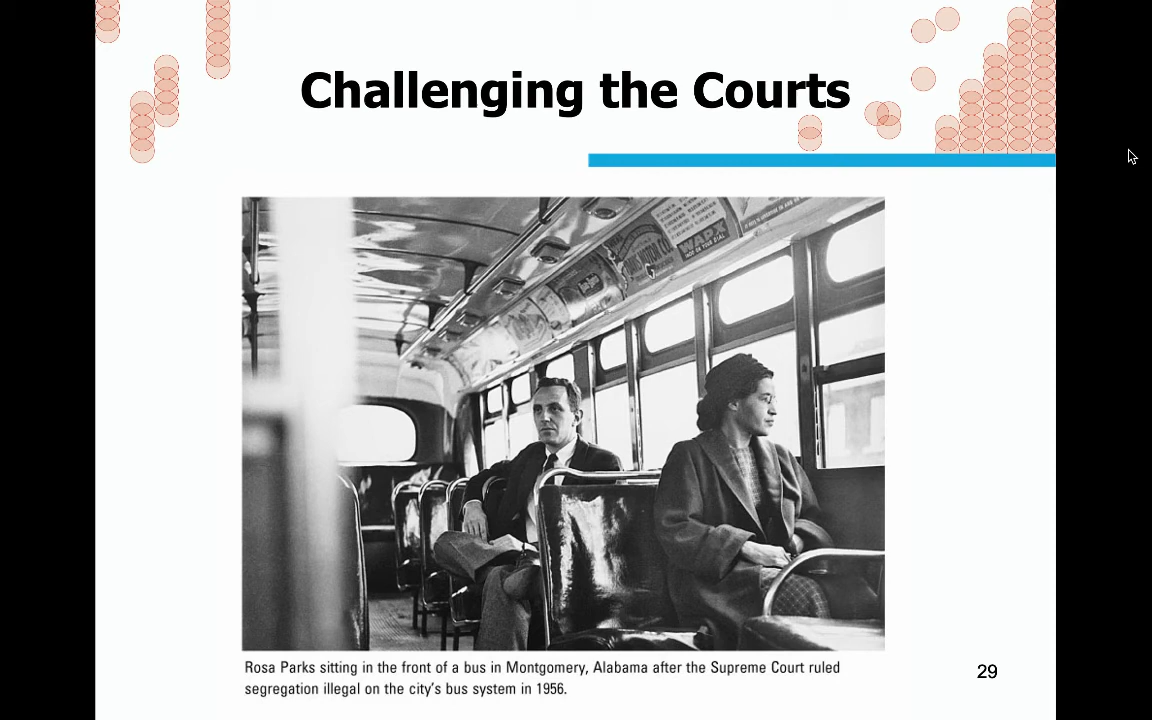 Challenging the Courts
WAPX
Rosa Parks sitting in the front of a bus in Montgomery, Alabama after the Supreme Court ruled
segregation illegal on the city's bus system in 1956.
29